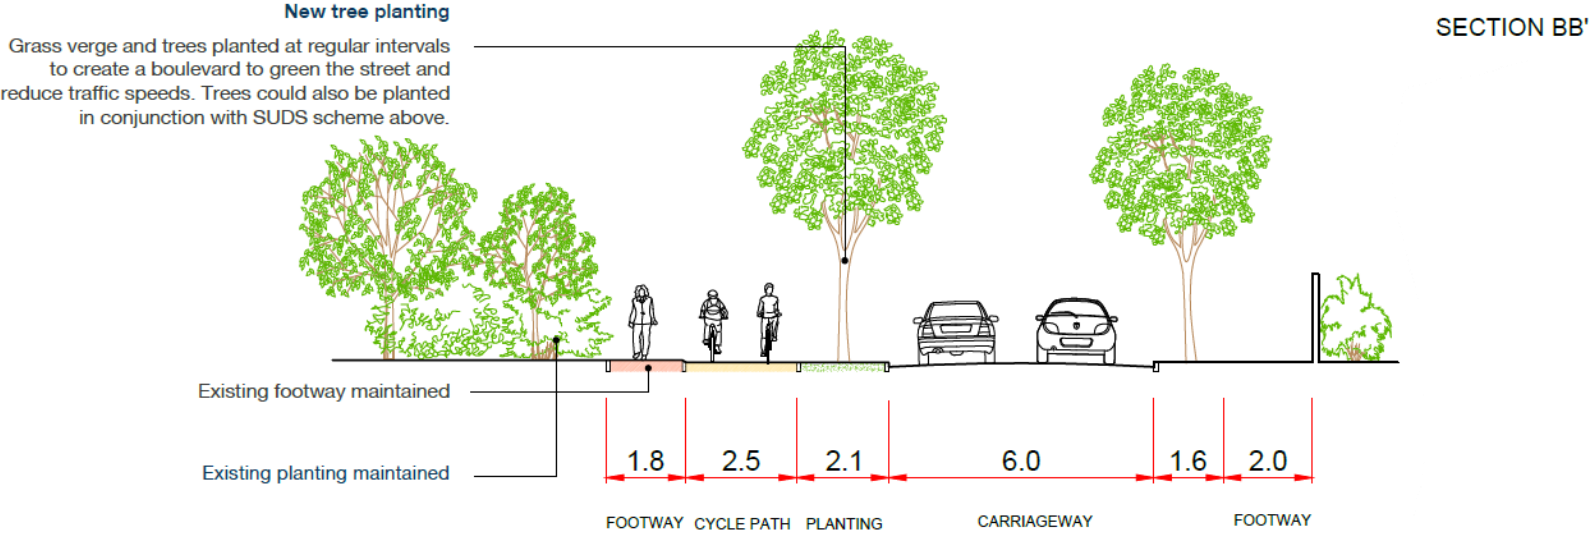 New tree planting
Grass verge and trees planted at regular intervals
to create a boulevard to green the street and
reduce traffic speeds. Trees could also be planted
in conjunction with SUDS scheme above.
SECTION BB'
Existing footway maintained
Existing planting maintained
1.8 2.5 2.1 6.0 1.6 2.0
FOOTWAY CYCLE PATH PLANTING CARRIAGEWAY FOOTWAY